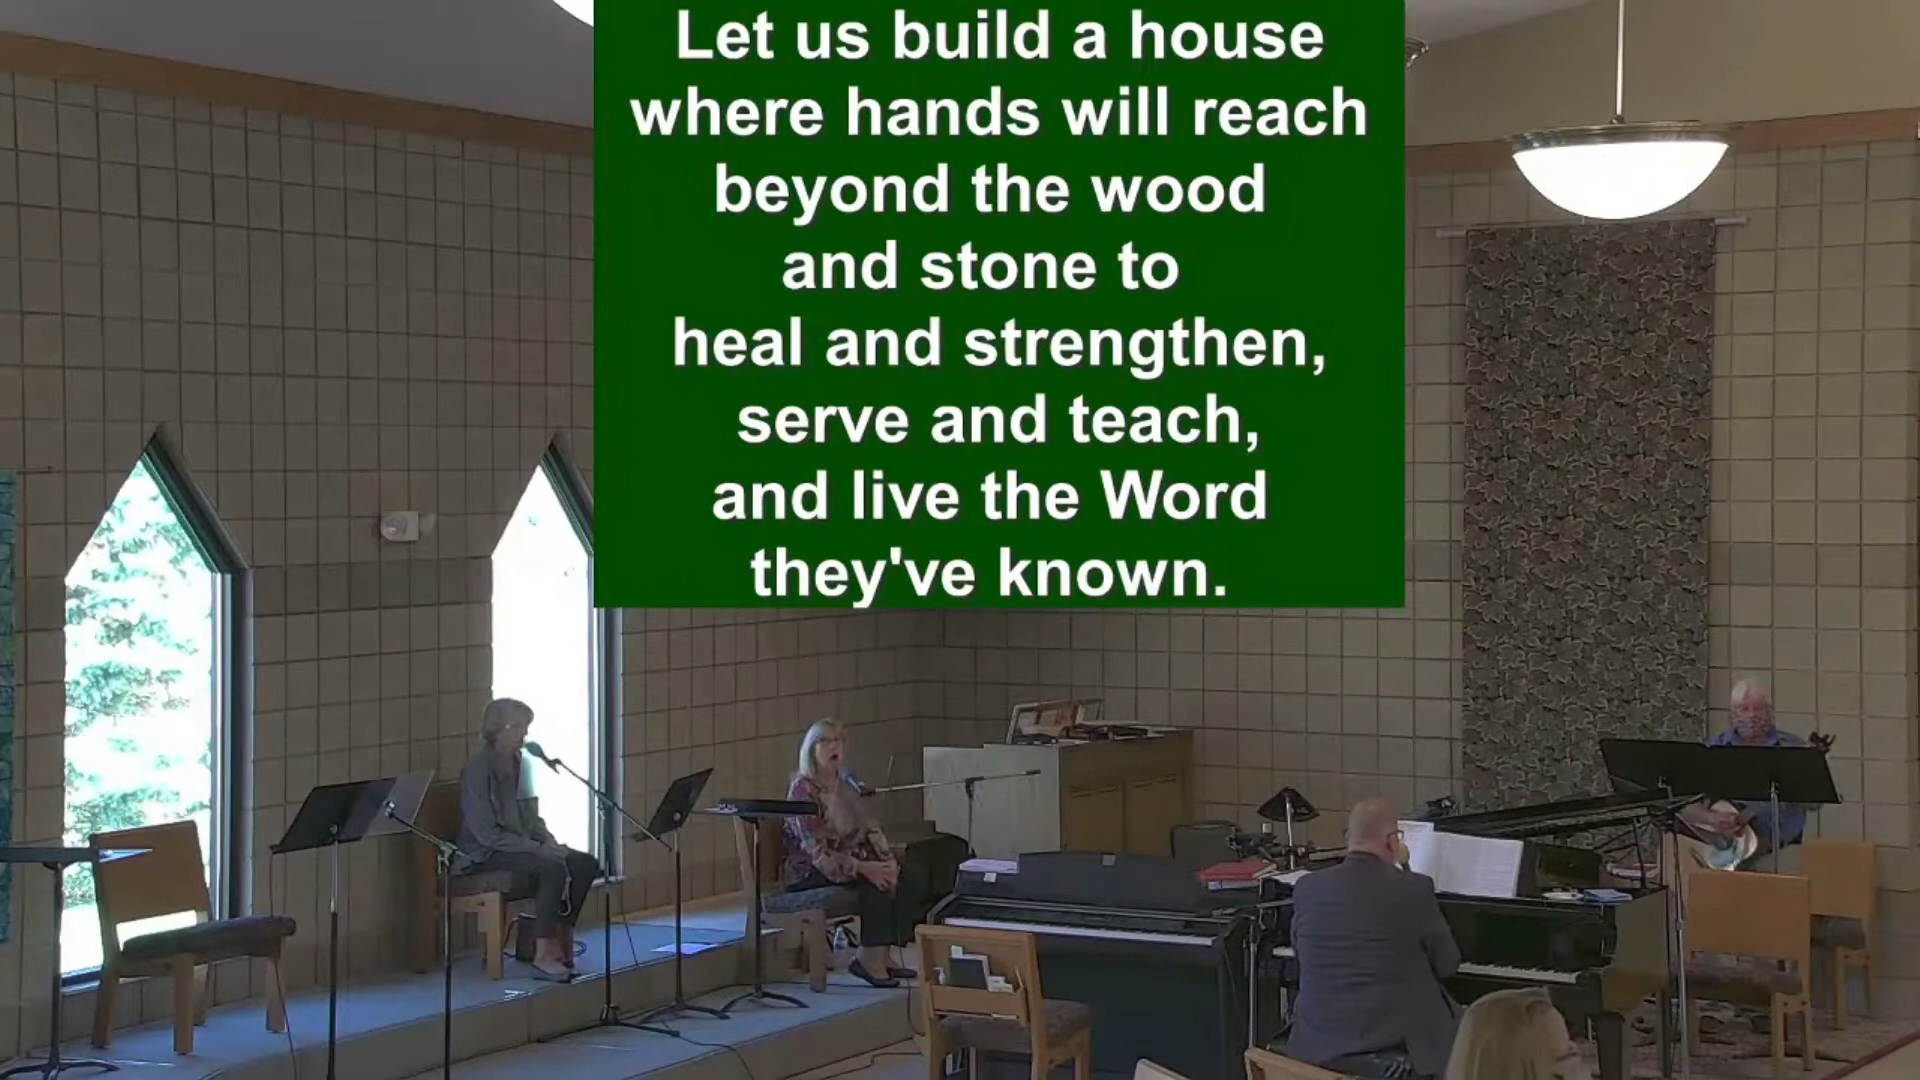 Let us build a house
where hands will reach
beyond the wood
and stone to
heal and strengthen,
serve and teach,
and live the Word
they've known.